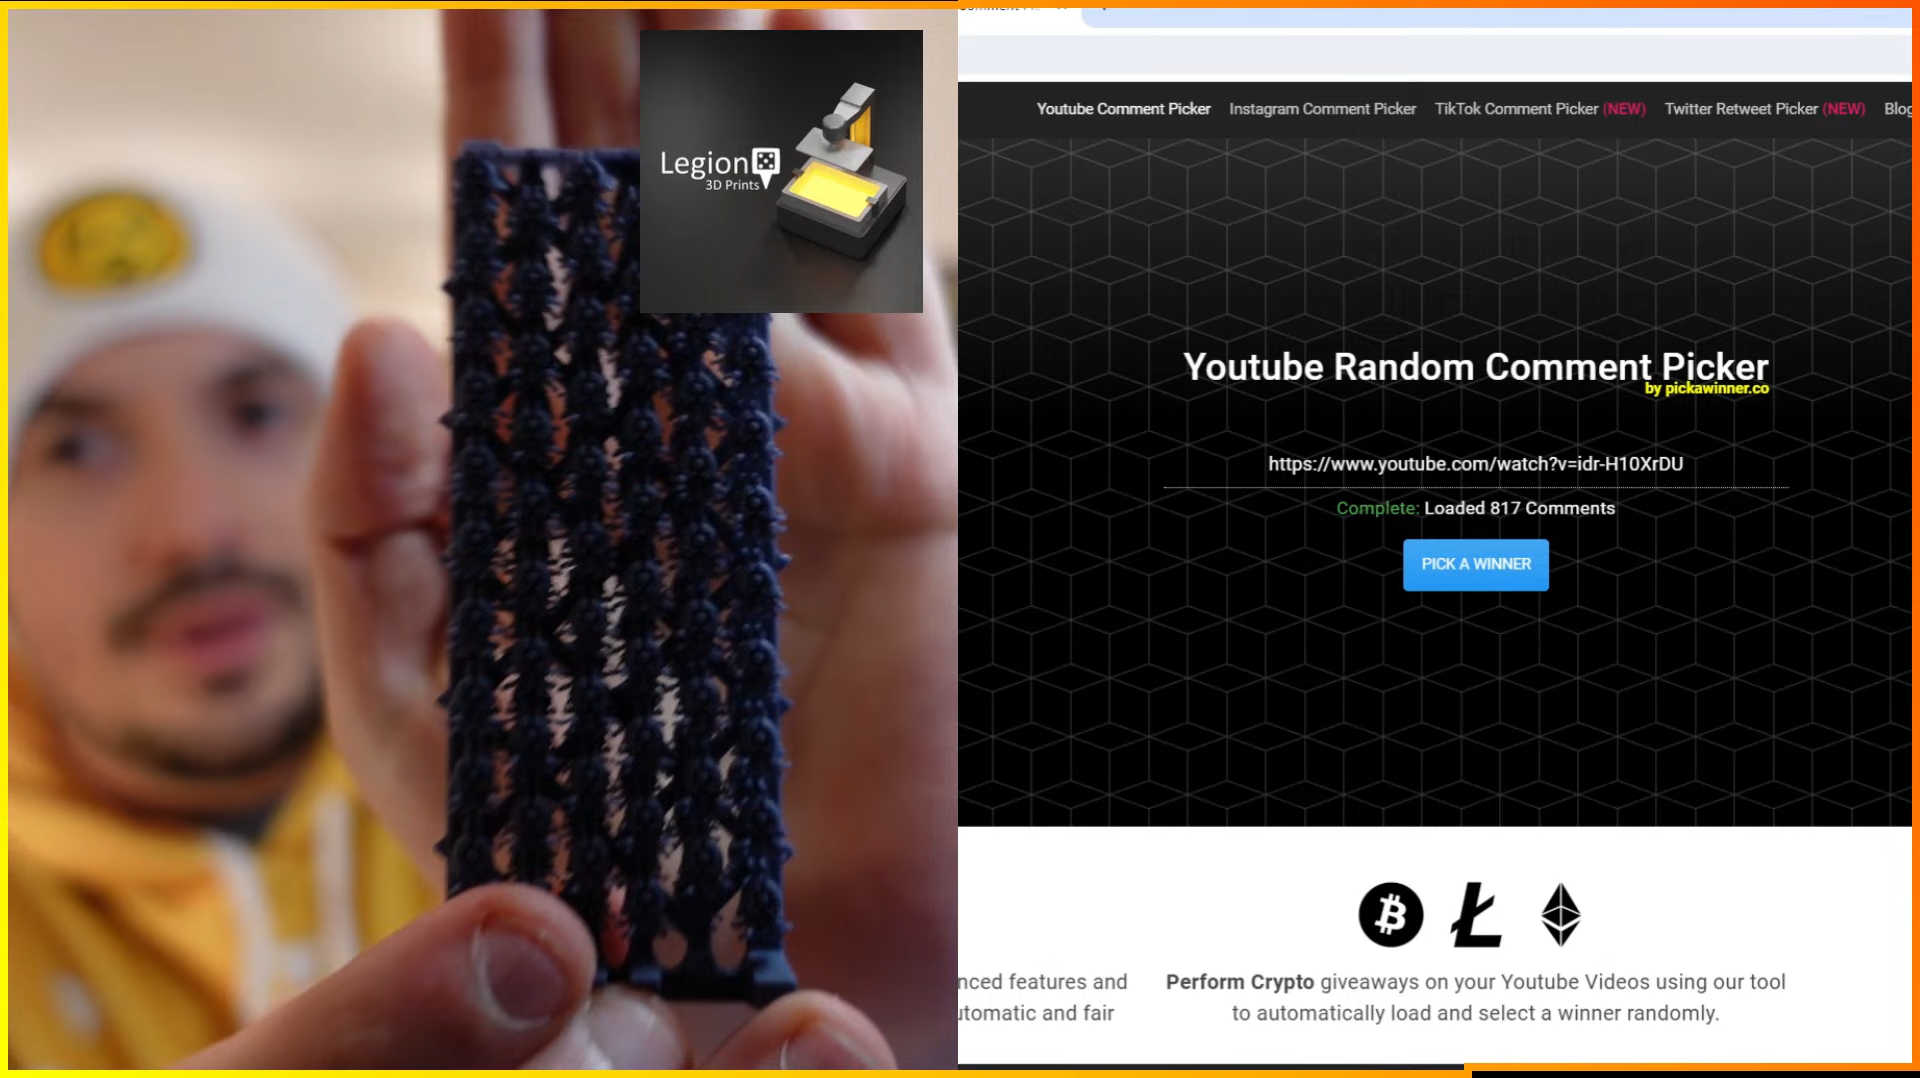 Legion
3D Prints
Youtube Comment Picker
Instagram Comment Picker
TikTok Comment Picker (NEW)
Twitter Retweet Picker (NEW)
Blog
Youtube Random Comment Picker
by pickawinner.co
https://www.youtube.com/watch?v=idr-H10XrDU
Complete: Loaded 817 Comments
PICK A WINNER
nced features and
utomatic and fair
Perform Crypto giveaways on your Youtube Videos using our tool
to automatically load and select a winner randomly.